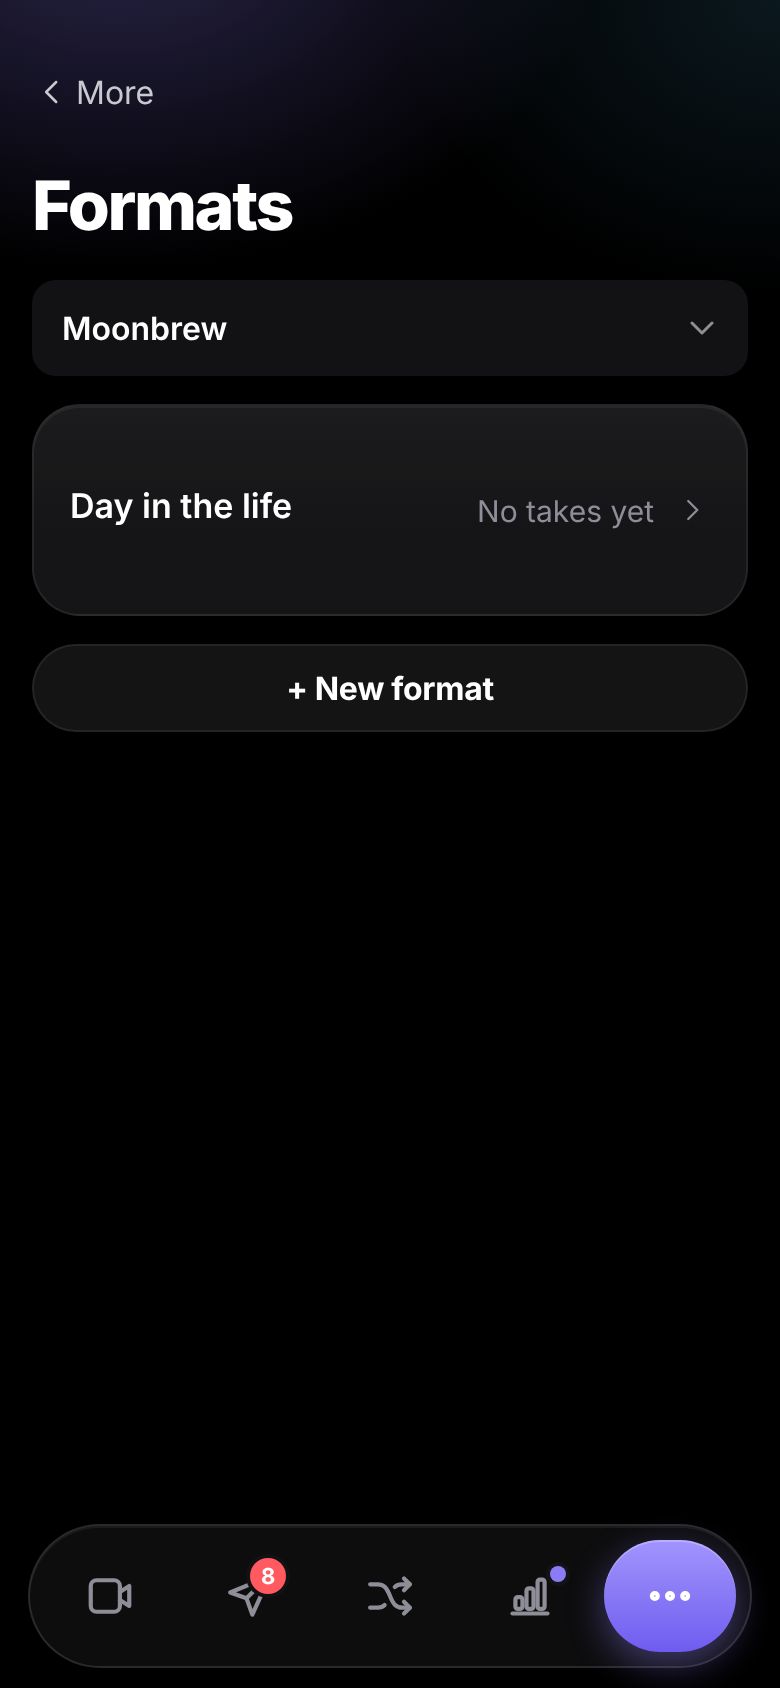 More
Formats
Moonbrew
Day in the life
No takes yet
+ New format
8